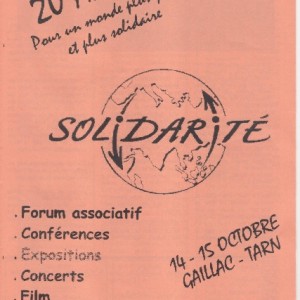 20
Pour un monde plus
et plus solidaire
SOLIDARITÉ
. Forum associatif
. Conférences
. Expositions
. Concerts
. Film
14 - 15 OCTOBRE
GAILLAC - TARN